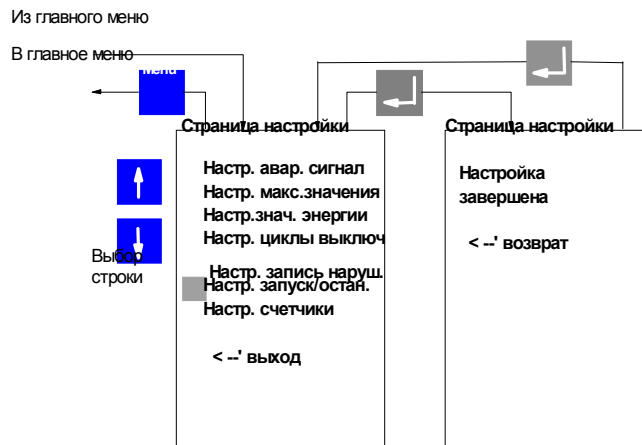 Из главного меню
В главное меню
Menu
Страница настройки
Настр. авар. сигнал
Настр. макс.значения
Настр.знач. энергии
Настр. циклы выключ
Настр. запись наруш.
Настр. запуск/остан.
Настр. счетчики
< --' выход
Выбор
строки
Страница настройки
Настройка
завершена
< --' возврат